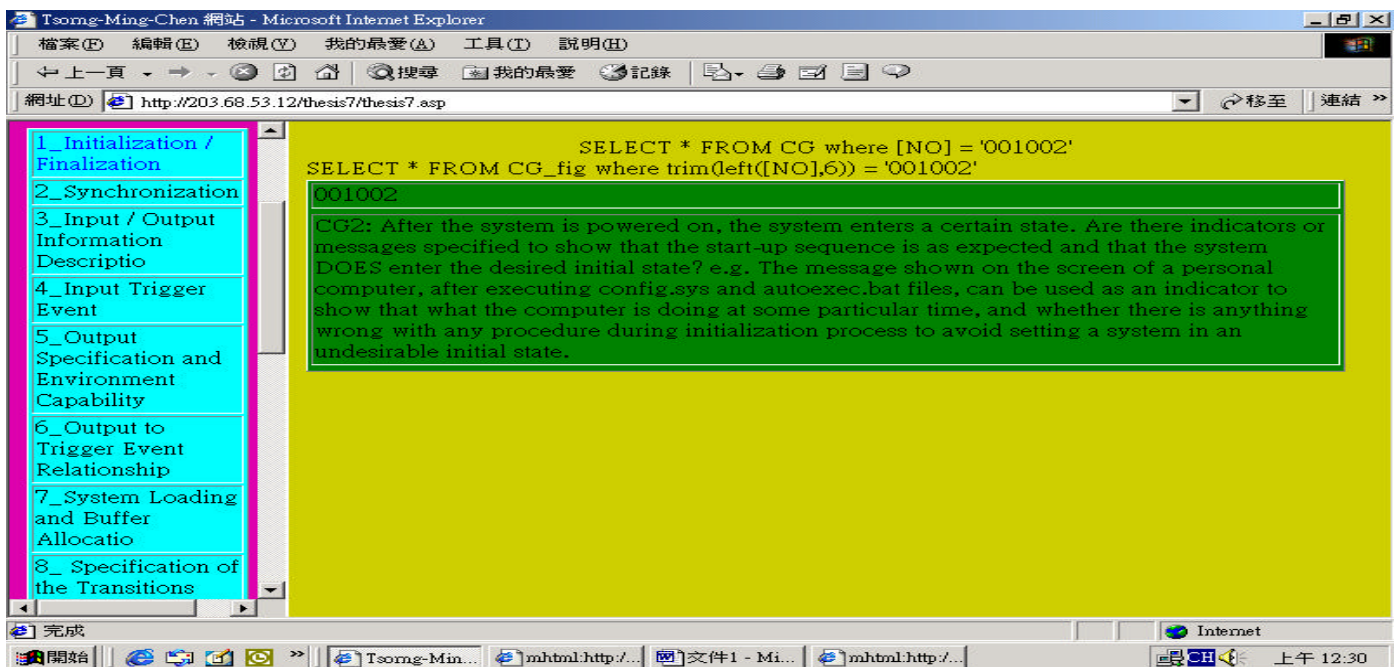 Tsorng-Ming-Chen 網站 - Microsoft Internet Explorer
檔案(F) 編輯(E) 檢視(V) 我的最愛(A) 工具(T) 說明(H)
上一頁 搜尋 我的最愛 記錄
網址(D) http://203.68.53.12/thesis7/thesis7.asp 移至 連結 »
1_Initialization /
Finalization
2_Synchronization
3_Input / Output
Information
Descriptio
4_Input Trigger
Event
5_Output
Specification and
Environment
Capability
6_Output to
Trigger Event
Relationship
7_System Loading
and Buffer
Allocatio
8_ Specification of
the Transitions
SELECT * FROM CG where [NO] = '001002'
SELECT * FROM CG_fig where trim(left([NO],6)) = '001002'
001002
CG2: After the system is powered on, the system enters a certain state. Are there indicators or
messages specified to show that the start-up sequence is as expected and that the system
DOES enter the desired initial state? e.g. The message shown on the screen of a personal
computer, after executing config.sys and autoexec.bat files, can be used as an indicator to
show that what the computer is doing at some particular time, and whether there is anything
wrong with any procedure during initialization process to avoid setting a system in an
undesirable initial state.
完成 Internet
開始 » Tsorng-Min... mhtml:http:/... 文件1 - Mi... mhtml:http:/... CH 上午 12:30